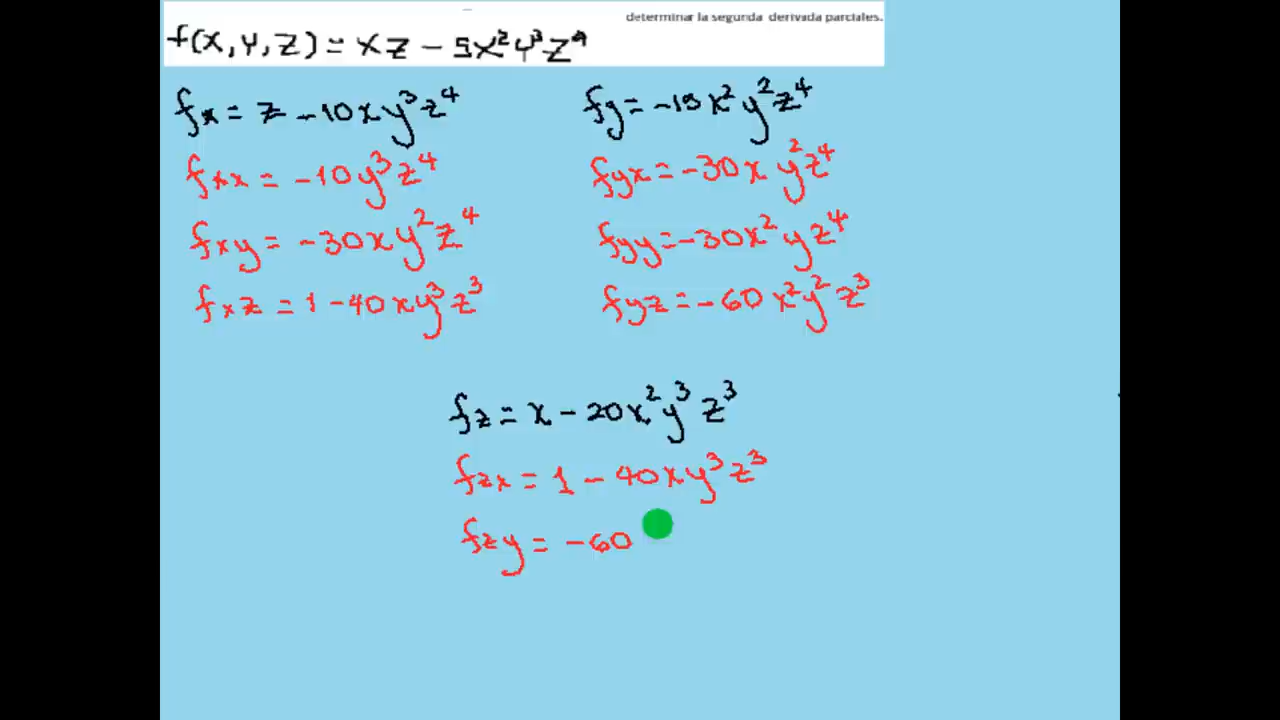 determinar la segunda derivada parciales.
f(x,y,z) = xz - 5x²y³z⁴
fx = z - 10xy³z⁴
fxx = -10y³z⁴
fxy = -30xy²z⁴
fxz = 1 - 40xy³z³
fy = -15x²y²z⁴
fyx = -30xy²z⁴
fyy = -30x²yz⁴
fyz = -60x²y²z³
fz = x - 20x²y³z³
fzx = 1 - 40xy³z³
fzy = -60